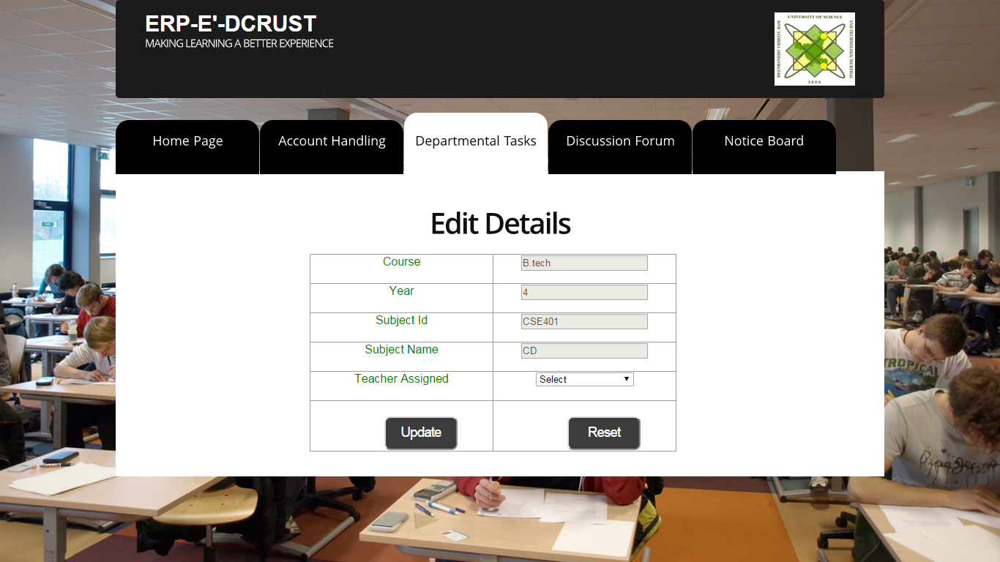 ERP-E'-DCRUST
MAKING LEARNING A BETTER EXPERIENCE
UNIVERSITY OF SCIENCE
AND TECHNOLOGY, MURTHAL
DEENBANDHU CHHOTU RAM
2006
Home Page
Account Handling
Departmental Tasks
Discussion Forum
Notice Board
Edit Details
Course
B.tech
Year
4
Subject Id
CSE401
Subject Name
CD
Teacher Assigned
Select
Update
Reset
TROPICAL